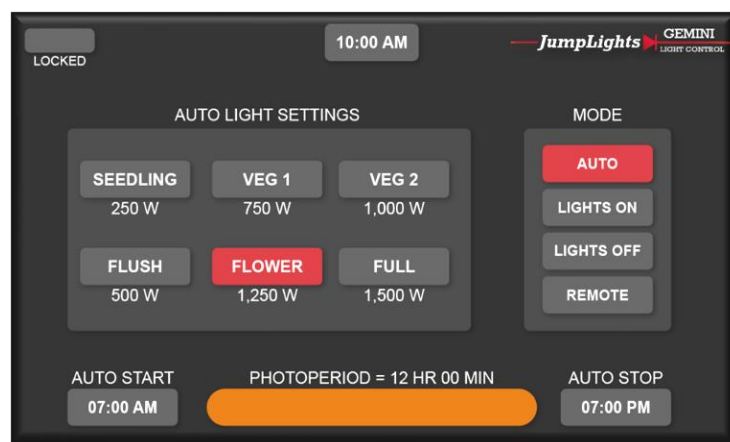 LOCKED
10:00 AM
JumpLights GEMINI
LIGHT CONTROL
AUTO LIGHT SETTINGS
SEEDLING VEG 1 VEG 2
250 W 750 W 1,000 W
FLUSH FLOWER FULL
500 W 1,250 W 1,500 W
MODE
AUTO
LIGHTS ON
LIGHTS OFF
REMOTE
AUTO START
07:00 AM
PHOTOPERIOD = 12 HR 00 MIN
AUTO STOP
07:00 PM